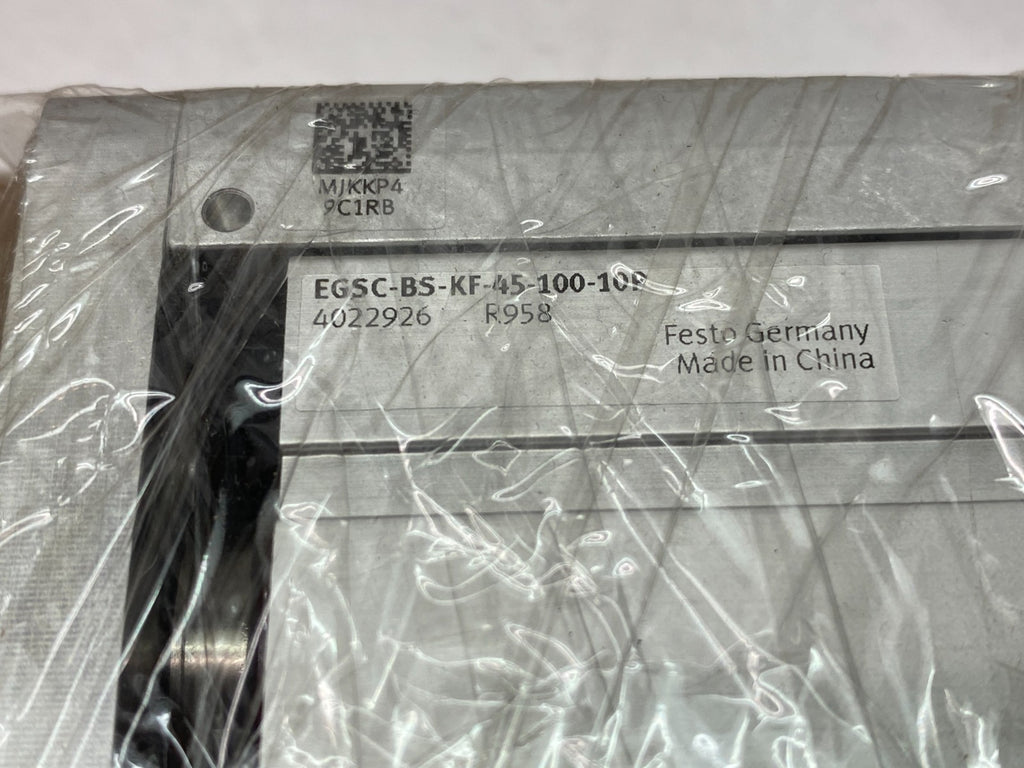 MJKKP4
9C1RB
EGSC-BS-KF-45-100-10P
4022926 R958
Festo Germany
Made in China